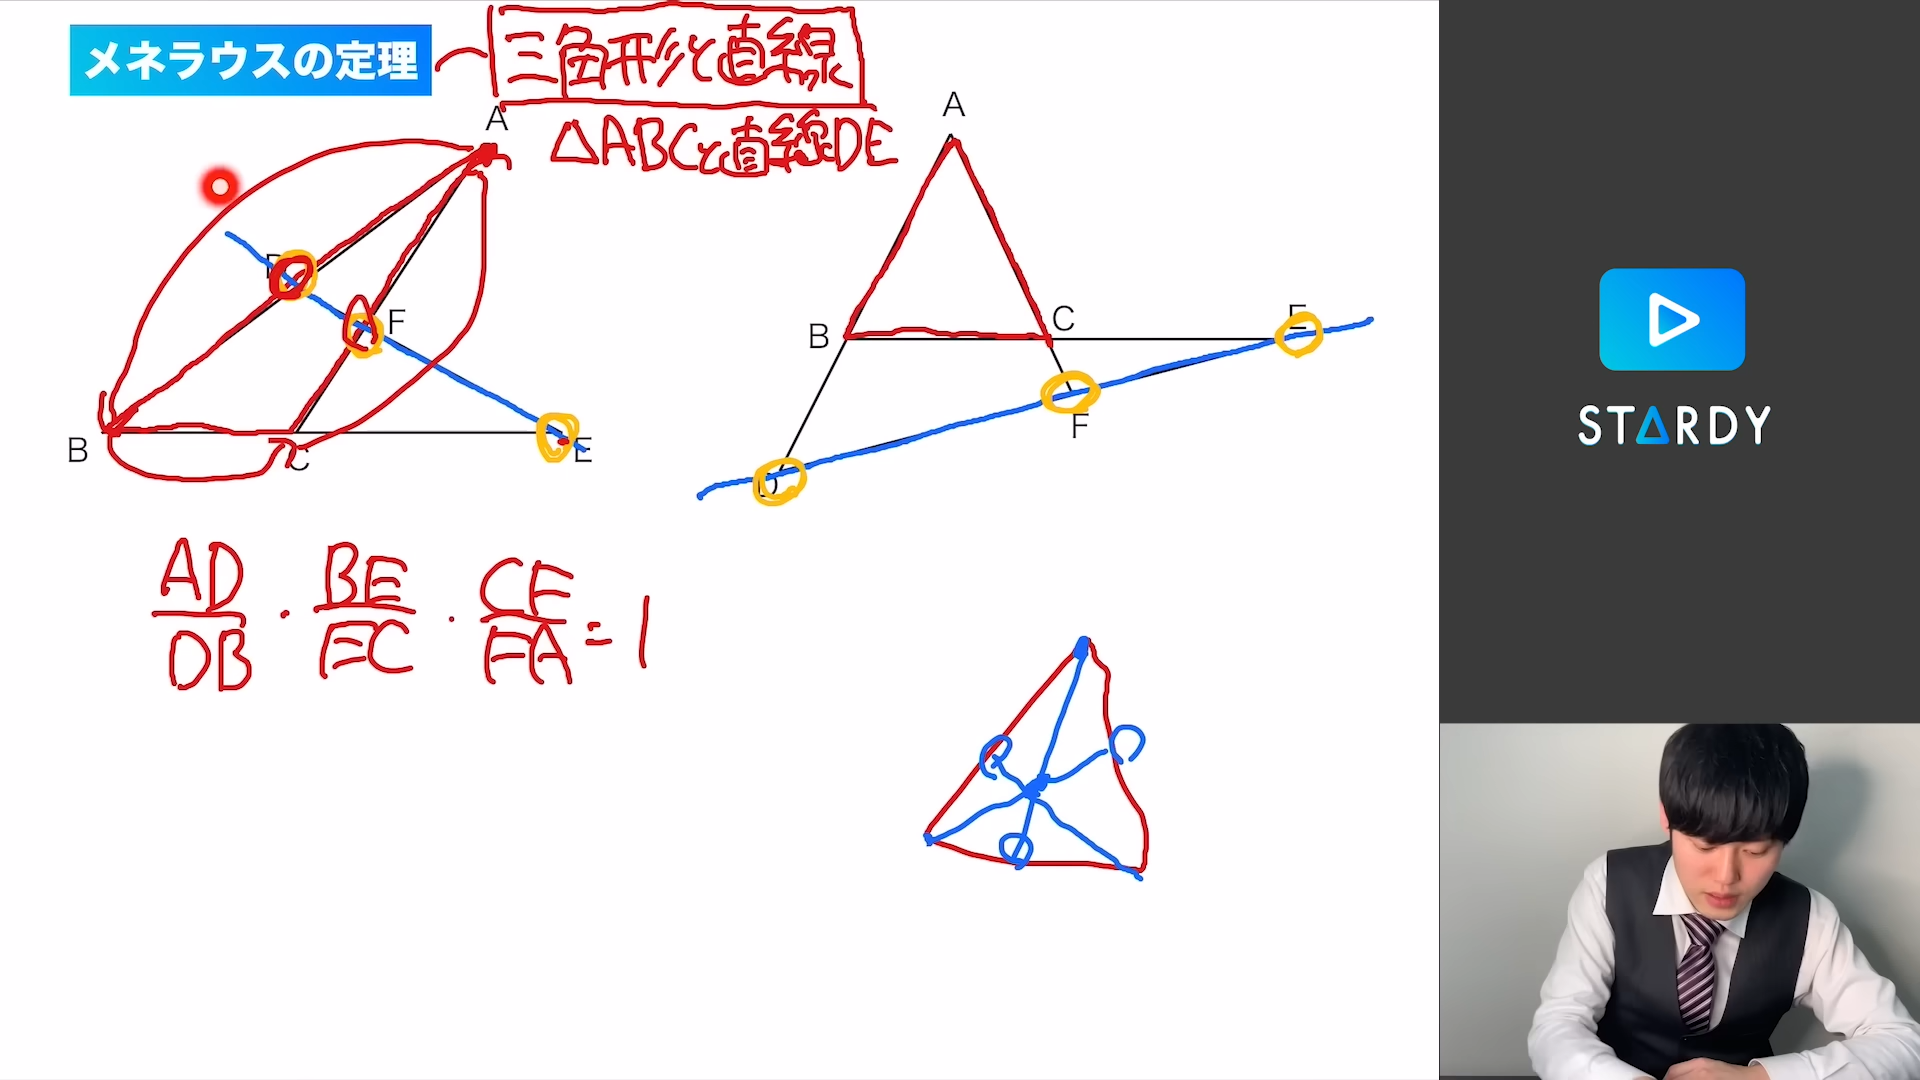 メネラウスの定理
三角形と直線
△ABCと直線DE
A
D
F
B
C
E
A
B
C
E
F
D
AD/DB · BE/EC · CF/FA = 1
STARDY